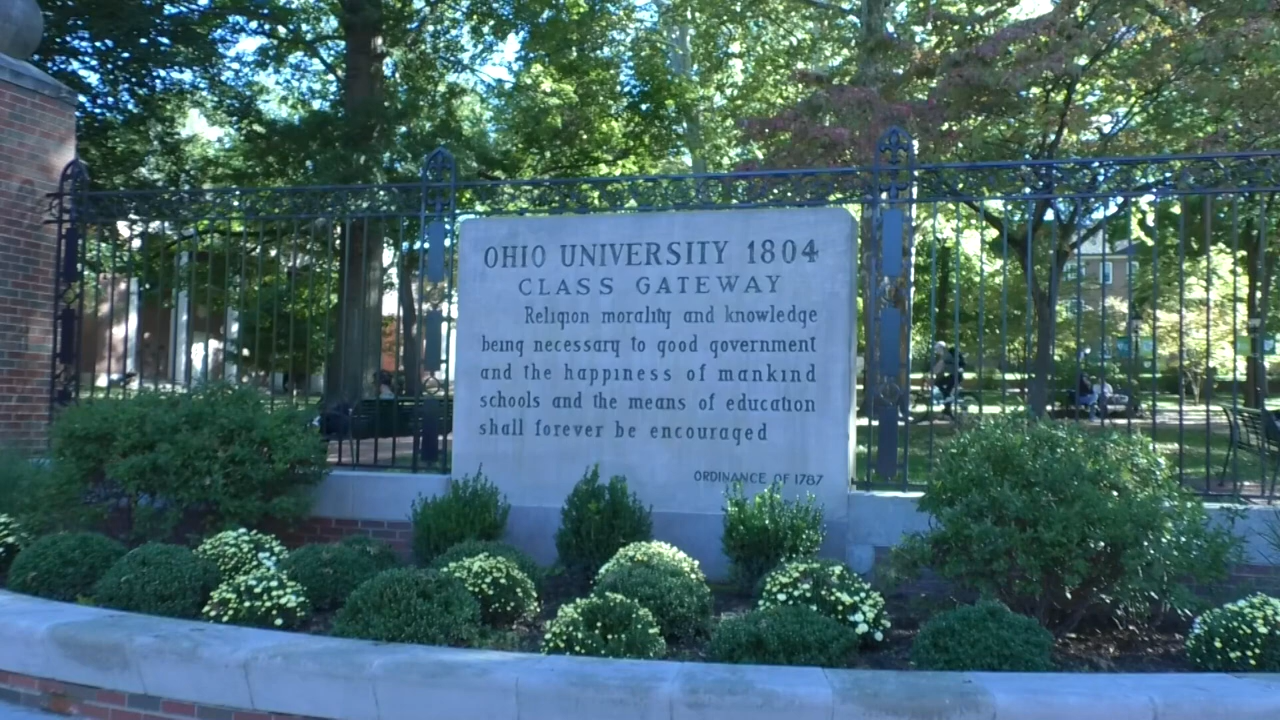 OHIO UNIVERSITY 1804
CLASS GATEWAY
Religion morality and knowledge
being necessary to good government
and the happiness of mankind
schools and the means of education
shall forever be encouraged
ORDINANCE OF 1787